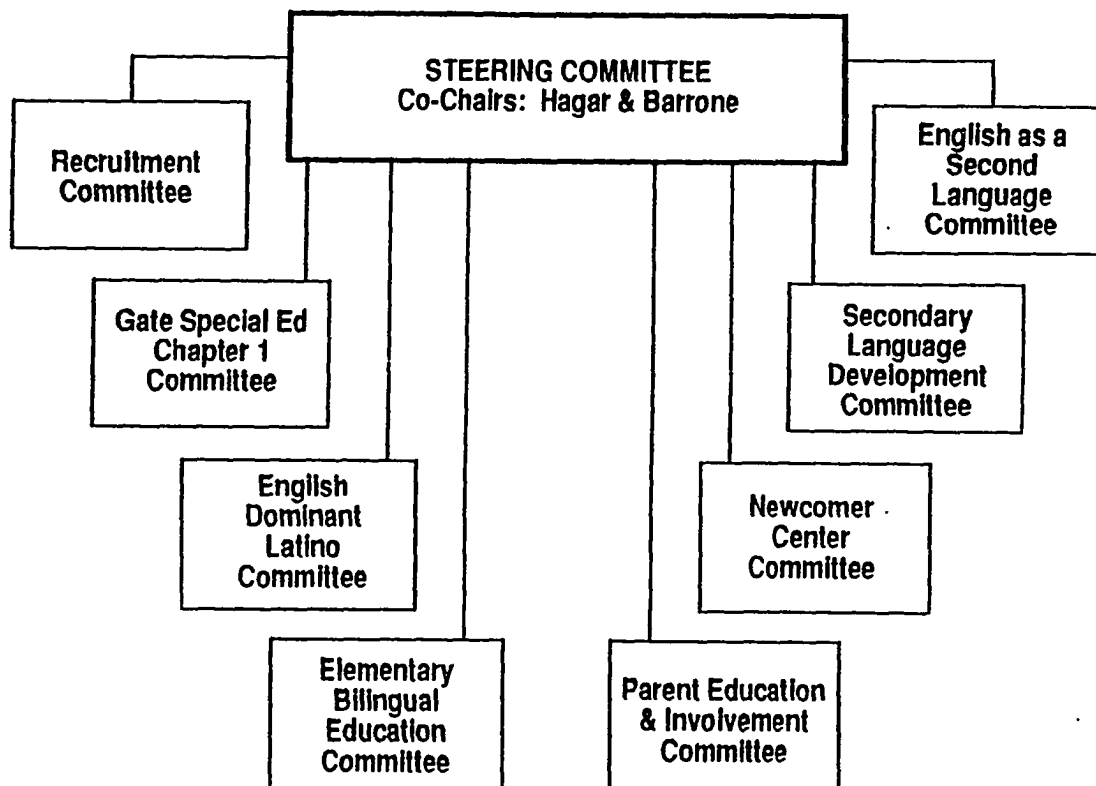 STEERING COMMITTEE
Co-Chairs: Hagar & Barrone
Recruitment
Committee
English as a
Second
Language
Committee
Gate Special Ed
Chapter 1
Committee
Secondary
Language
Development
Committee
English
Dominant
Latino
Committee
Newcomer
Center
Committee
Elementary
Bilingual
Education
Committee
Parent Education
& Involvement
Committee